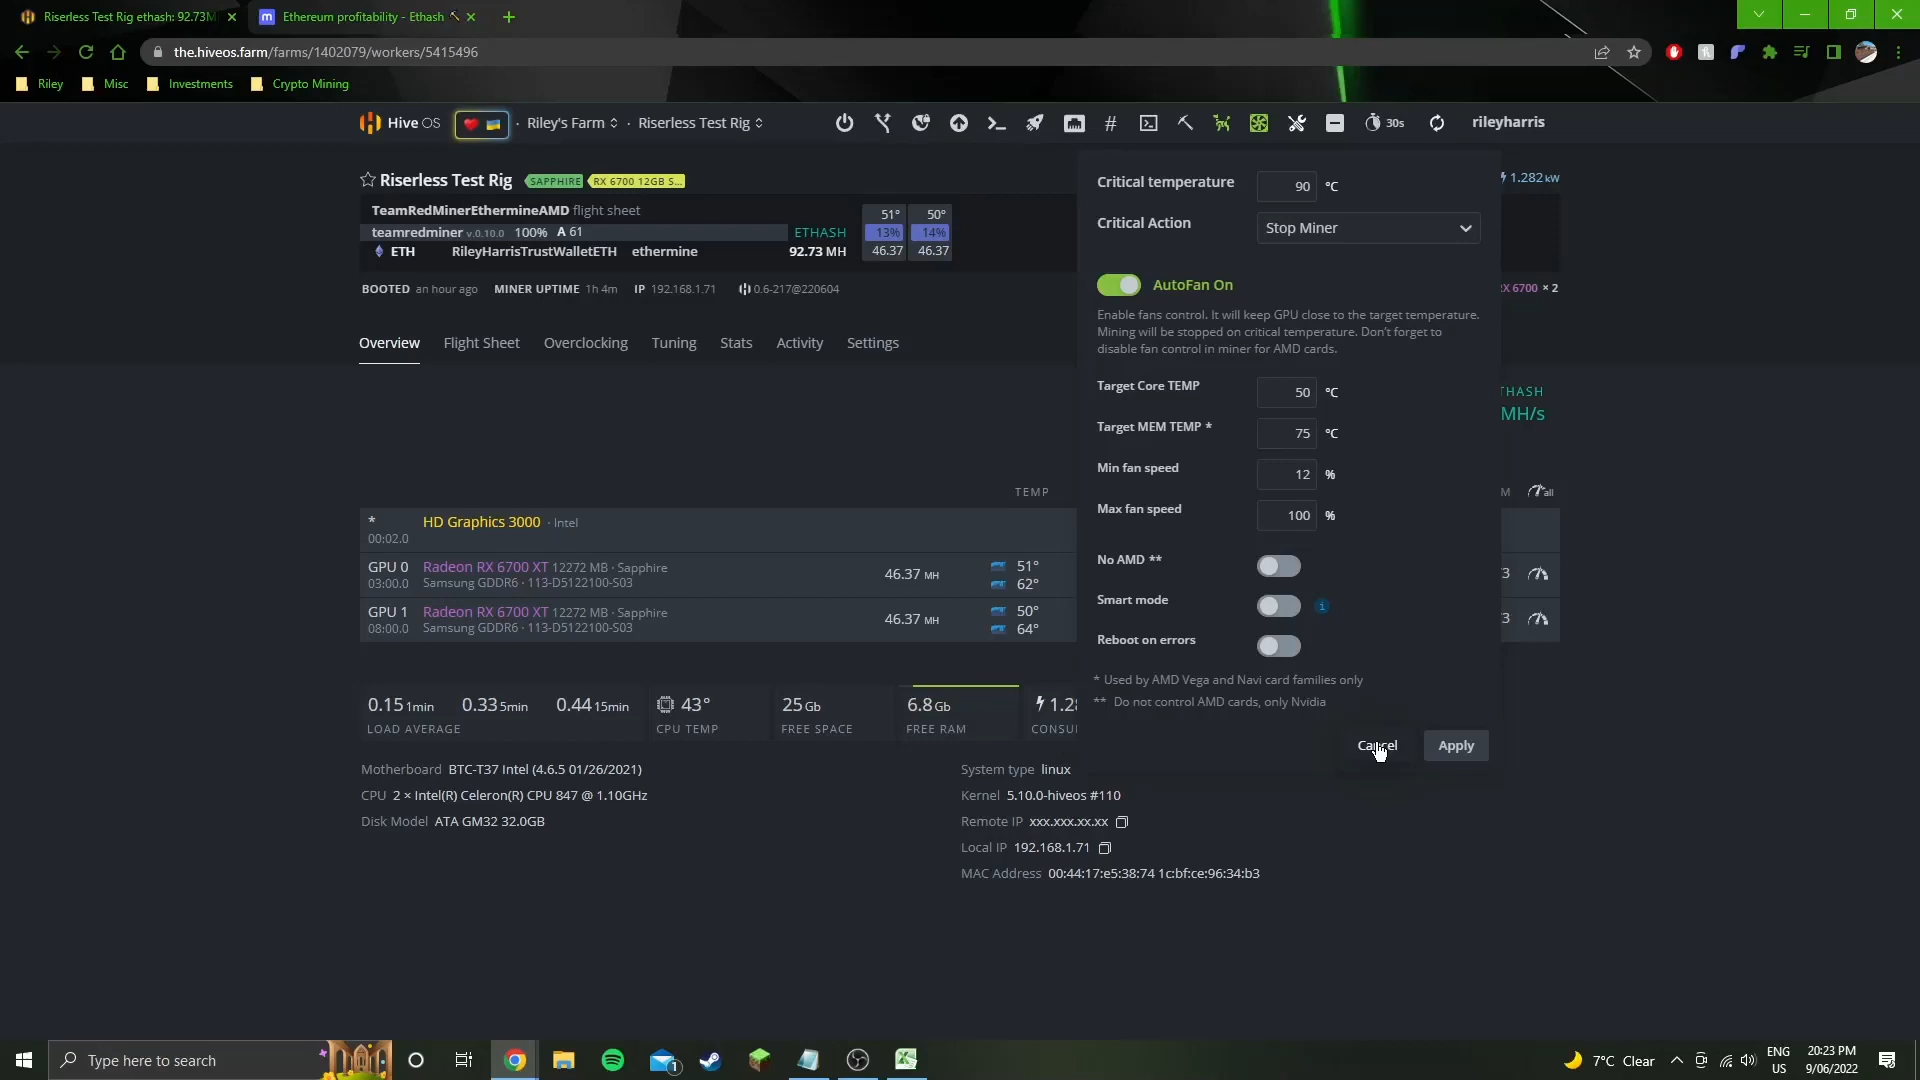 Riserless Test Rig ethash: 92.73M
Ethereum profitability - Ethash
the.hiveos.farm/farms/1402079/workers/5415496
Riley
Misc
Investments
Crypto Mining
Hive OS
· Riley's Farm
· Riserless Test Rig
#
30s
rileyharris
Riserless Test Rig
SAPPHIRE
RX 6700 12GB S...
1.282 kW
TeamRedMinerEthermineAMD flight sheet
teamredminer v.0.10.0 100% A 61 ETHASH
ETH RileyHarrisTrustWalletETH ethermine 92.73 MH
51° 50°
13% 14%
46.37 46.37
BOOTED an hour ago MINER UPTIME 1h 4m IP 192.168.1.71 0.6-217@220604
RX 6700 × 2
Overview Flight Sheet Overclocking Tuning Stats Activity Settings
THASH
MH/s
TEMP
M
all
* HD Graphics 3000 · Intel
00:02.0
GPU 0 Radeon RX 6700 XT 12272 MB · Sapphire
03:00.0 Samsung GDDR6 · 113-D5122100-S03
46.37 MH
51°
62°
3
GPU 1 Radeon RX 6700 XT 12272 MB · Sapphire
08:00.0 Samsung GDDR6 · 113-D5122100-S03
46.37 MH
50°
64°
3
0.15 1min 0.33 5min 0.44 15min
LOAD AVERAGE
43°
CPU TEMP
25 Gb
FREE SPACE
6.8 Gb
FREE RAM
1.28
CONSU
Motherboard BTC-T37 Intel (4.6.5 01/26/2021)
CPU 2 × Intel(R) Celeron(R) CPU 847 @ 1.10GHz
Disk Model ATA GM32 32.0GB
System type linux
Kernel 5.10.0-hiveos #110
Remote IP xxx.xxx.xx.xx
Local IP 192.168.1.71
MAC Address 00:44:17:e5:38:74 1c:bf:ce:96:34:b3
Critical temperature 90 °C
Critical Action Stop Miner
AutoFan On
Enable fans control. It will keep GPU close to the target temperature.
Mining will be stopped on critical temperature. Don't forget to
disable fan control in miner for AMD cards.
Target Core TEMP 50 °C
Target MEM TEMP * 75 °C
Min fan speed 12 %
Max fan speed 100 %
No AMD **
Smart mode i
Reboot on errors
* Used by AMD Vega and Navi card families only
** Do not control AMD cards, only Nvidia
Cancel Apply
Type here to search
1
7°C Clear
ENG
US
20:23 PM
9/06/2022